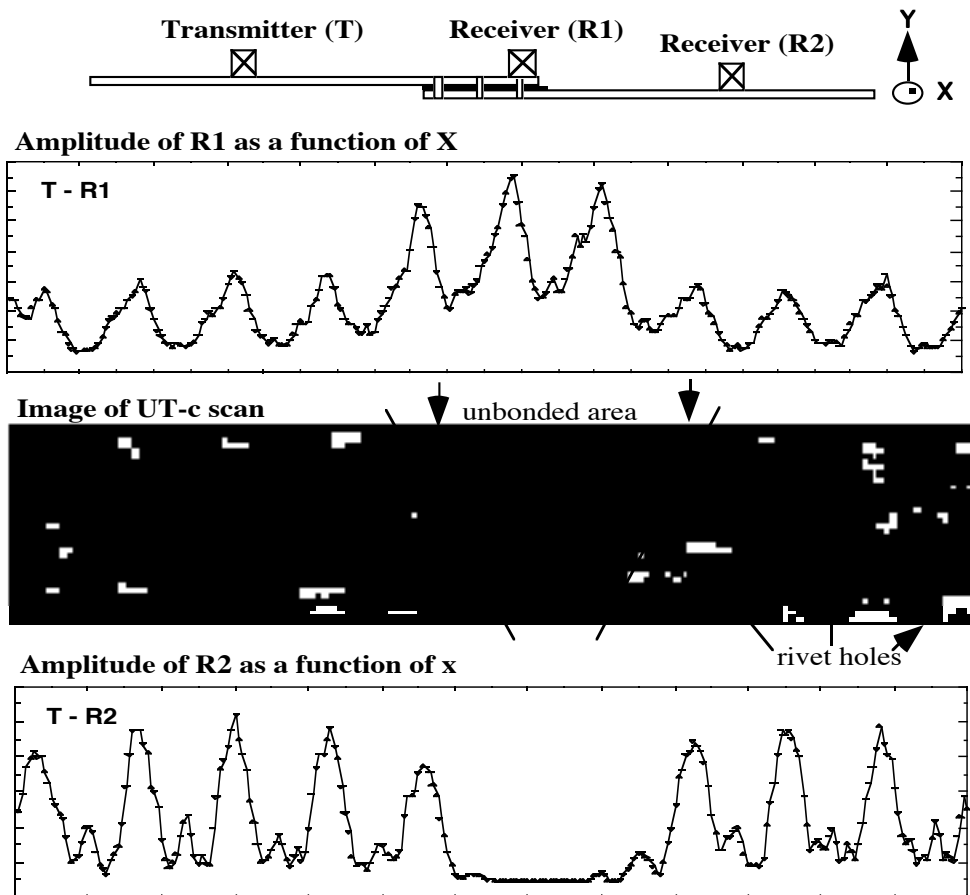 Transmitter (T) Receiver (R1) Receiver (R2) Y
X
Amplitude of R1 as a function of X
T - R1
Image of UT-c scan
unbonded area
rivet holes
Amplitude of R2 as a function of x
T - R2